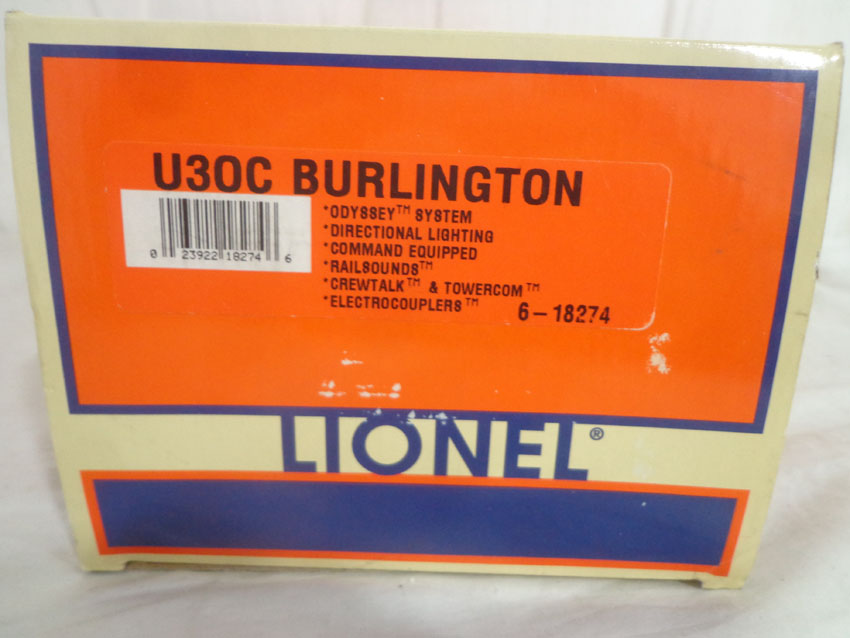 U30C BURLINGTON
*ODYSSEY™ SYSTEM
*DIRECTIONAL LIGHTING
*COMMAND EQUIPPED
*RAILSOUNDS™
*CREWTALK™ & TOWERCOM™
*ELECTROCOUPLERS™ 6-18274
0 23922 18274 6
LIONEL®